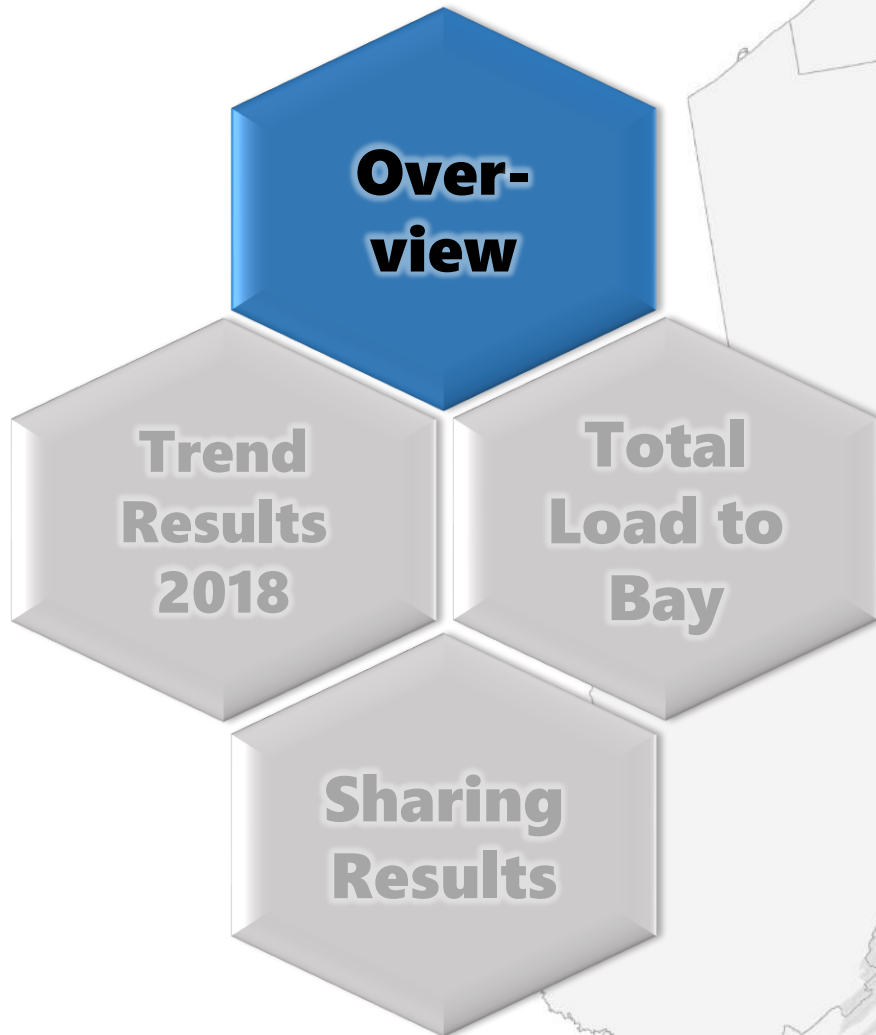 Over-
view
Trend
Results
2018
Total
Load to
Bay
Sharing
Results